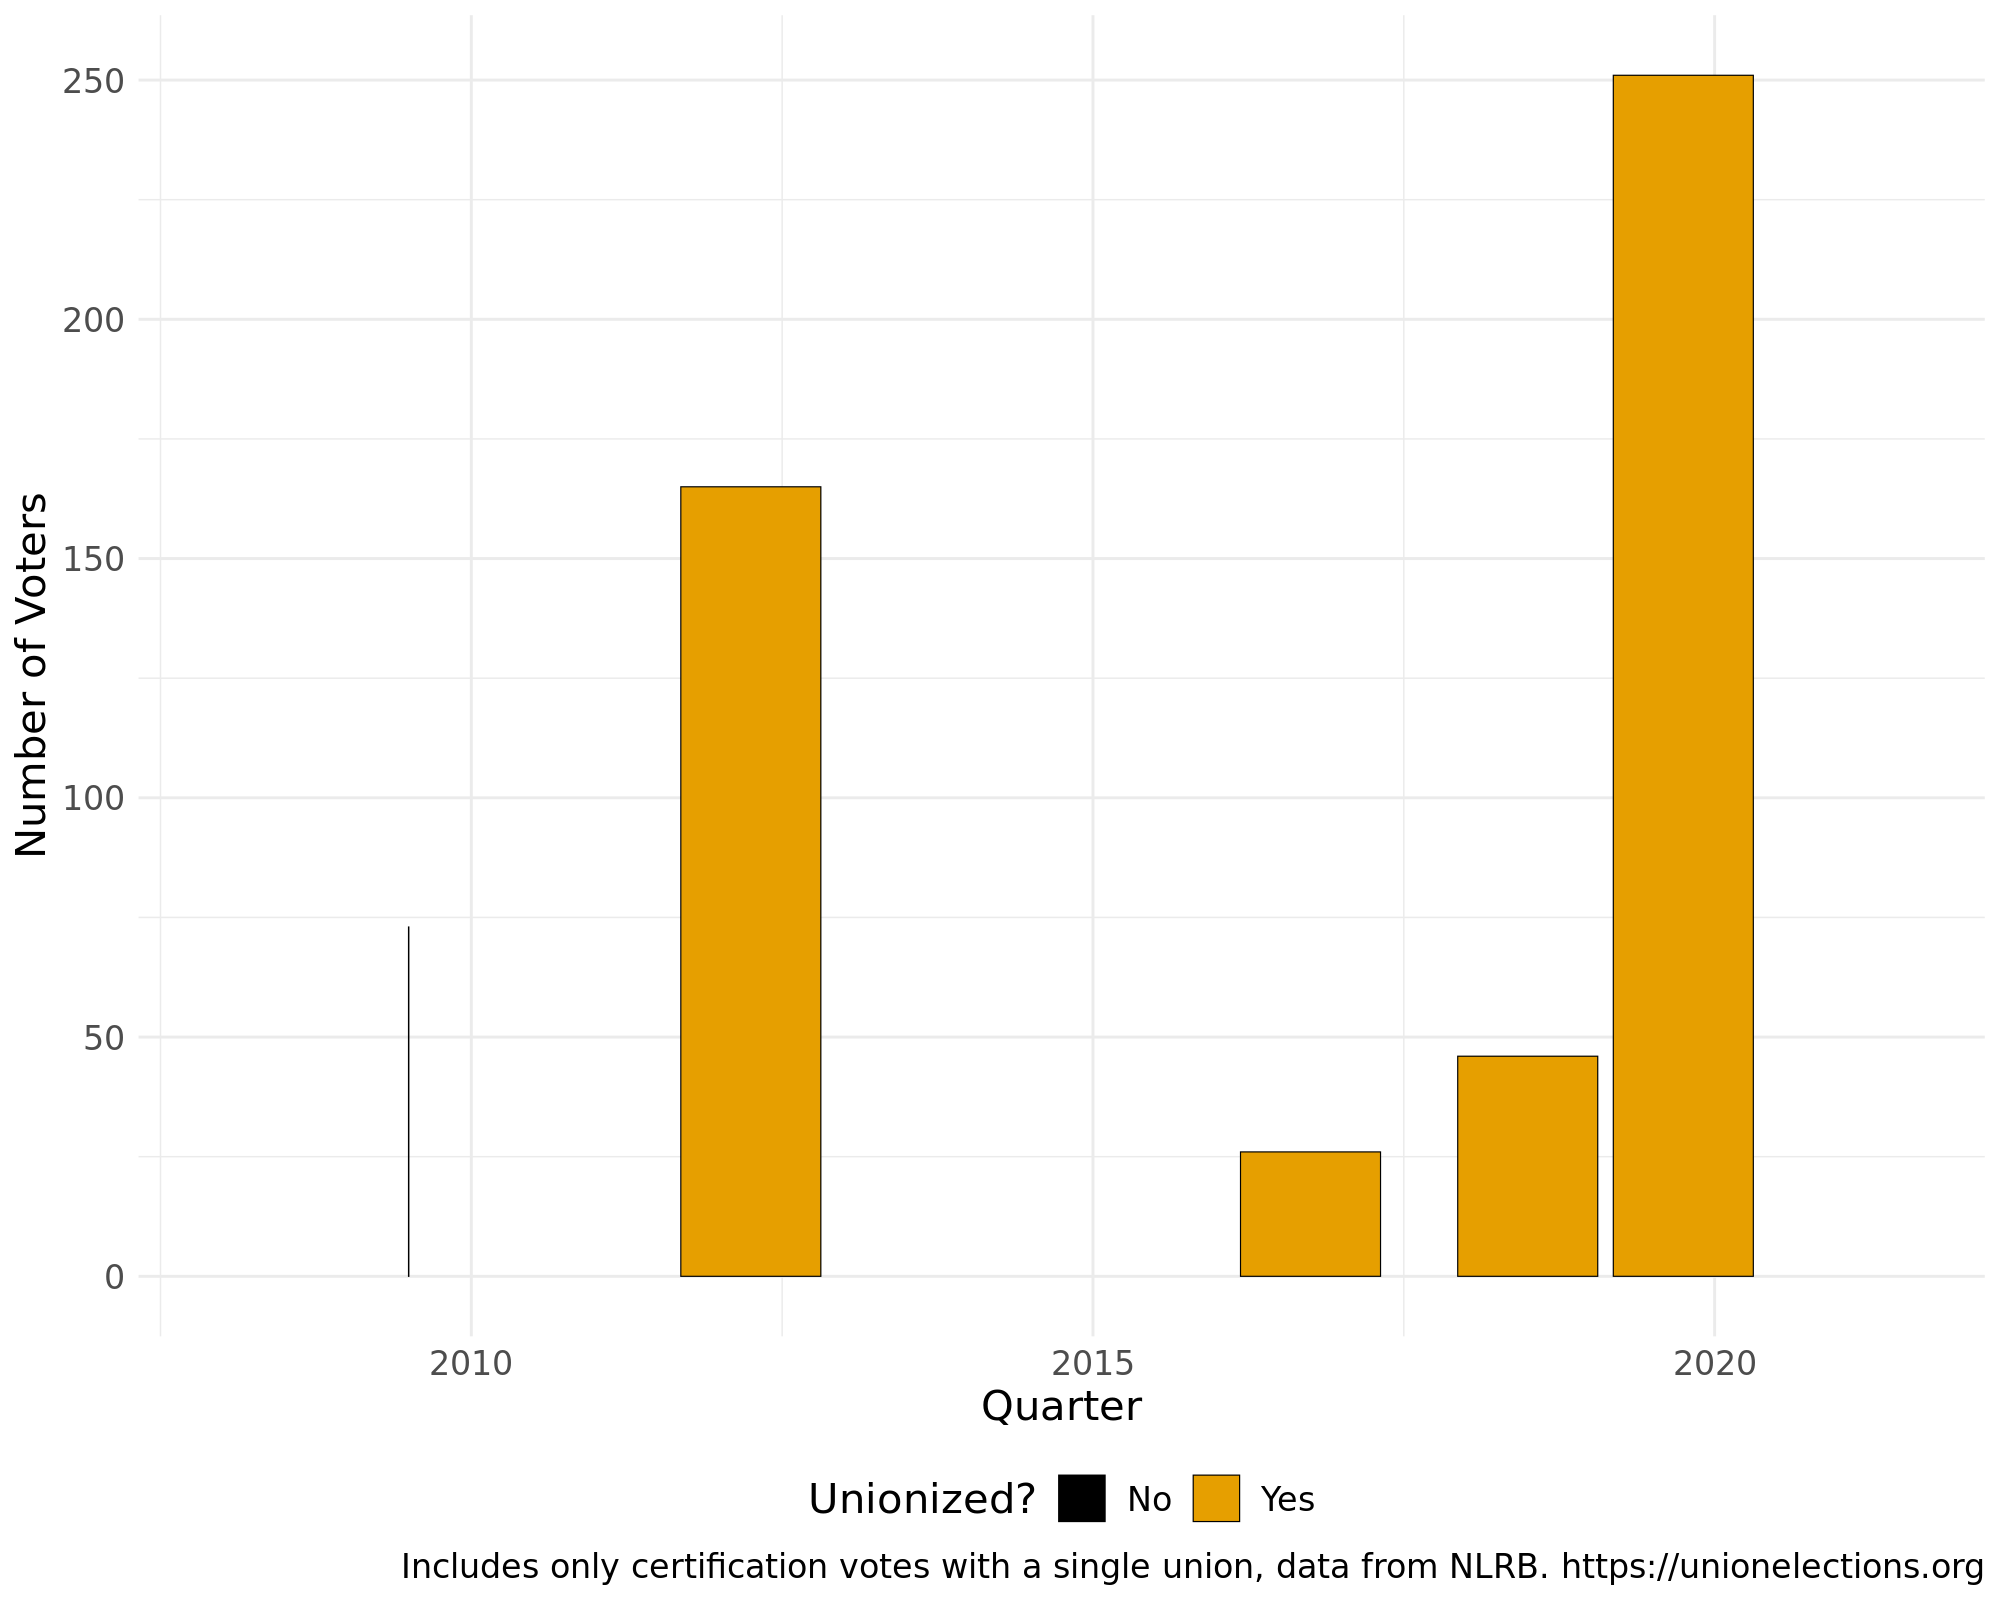 250
200
150
100
50
0
Number of Voters
2010 2015 2020
Quarter
Unionized? No Yes
Includes only certification votes with a single union, data from NLRB. https://unionelections.org